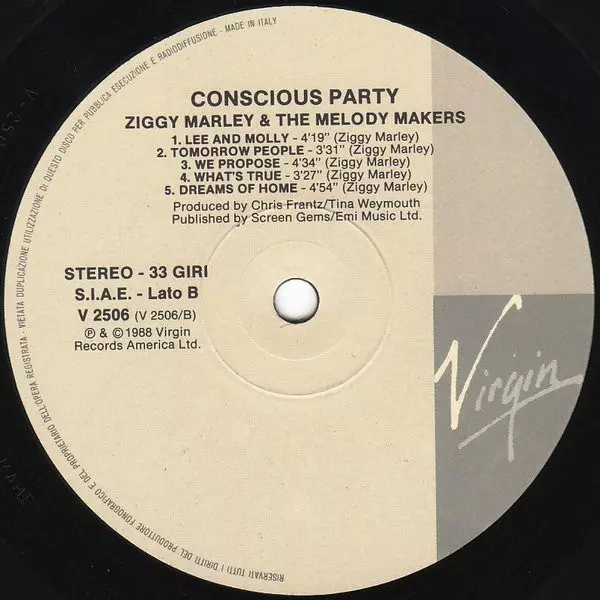 CONSCIOUS PARTY
ZIGGY MARLEY & THE MELODY MAKERS
1. LEE AND MOLLY - 4'19" (Ziggy Marley)
2. TOMORROW PEOPLE - 3'31" (Ziggy Marley)
3. WE PROPOSE - 4'34" (Ziggy Marley)
4. WHAT'S TRUE - 3'27" (Ziggy Marley)
5. DREAMS OF HOME - 4'54" (Ziggy Marley)
Produced by Chris Frantz/Tina Weymouth
Published by Screen Gems/Emi Music Ltd.
STEREO - 33 GIRI
S.I.A.E. - Lato B
V 2506 (V 2506/B)
℗ & © 1988 Virgin
Records America Ltd.
Virgin
RISERVATI TUTTI I DIRITTI DEL PRODUTTORE FONOGRAFICO E DEL PROPRIETARIO DELL'OPERA REGISTRATA - VIETATA DUPLICAZIONE UTILIZZAZIONE DI QUESTO DISCO PER PUBBLICA ESECUZIONE E RADIODIFFUSIONE. - MADE IN ITALY